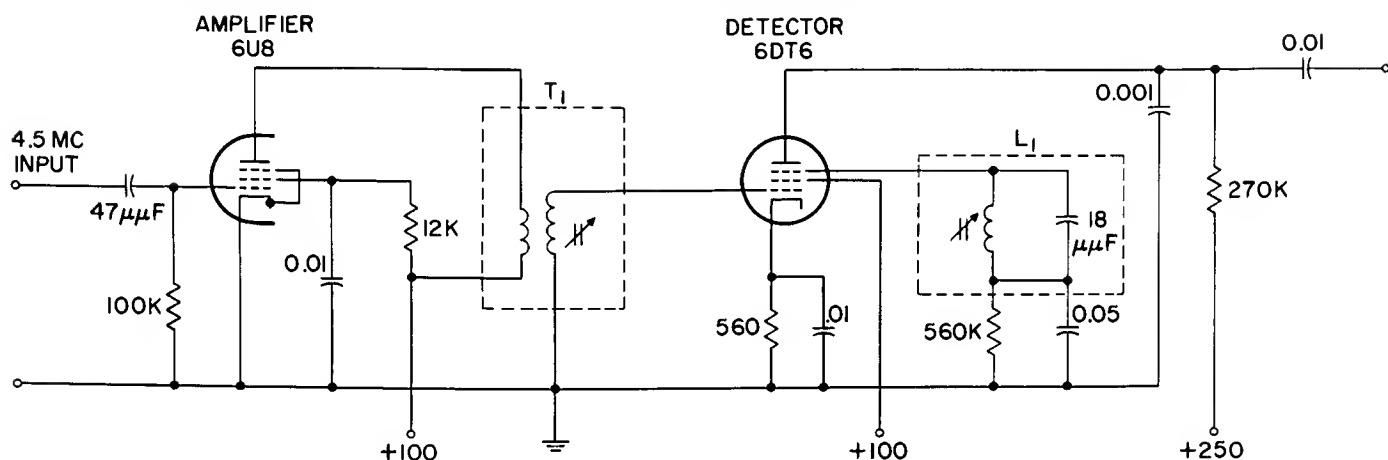 AMPLIFIER
6U8
DETECTOR
6DT6
0.01
T1
0.001
L1
4.5 MC
INPUT
47μμF
12K
18
μμF
270K
0.01
100K
560
.01
560K
0.05
+100
+100
+250